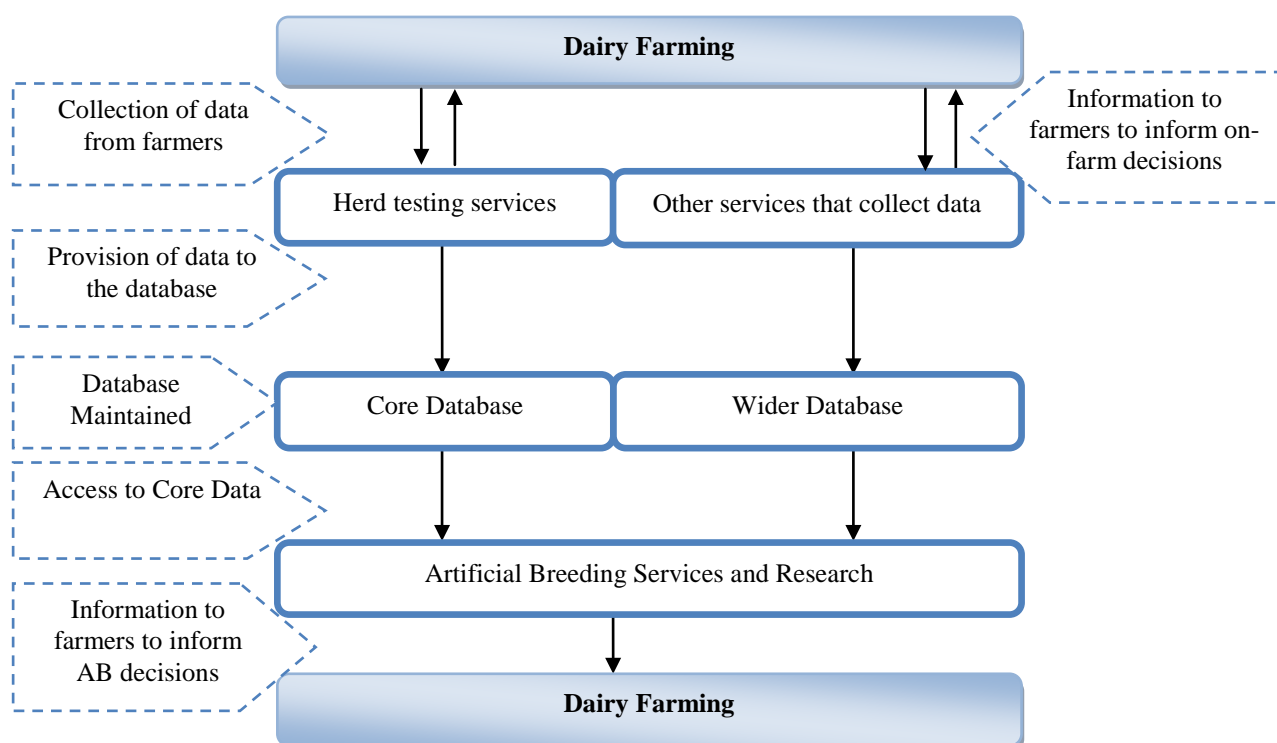 Dairy Farming
Collection of data
from farmers
Information to
farmers to inform on-
farm decisions
Herd testing services
Other services that collect data
Provision of data to
the database
Database
Maintained
Core Database
Wider Database
Access to Core Data
Artificial Breeding Services and Research
Information to
farmers to inform
AB decisions
Dairy Farming